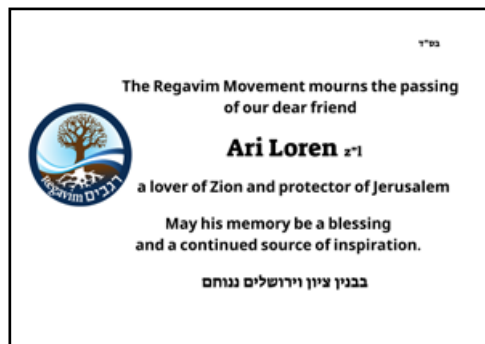 בס"ד
The Regavim Movement mourns the passing
of our dear friend
Ari Loren z"l
Regavim רגבים
a lover of Zion and protector of Jerusalem
May his memory be a blessing
and a continued source of inspiration.
בבנין ציון וירושלים ננוחם